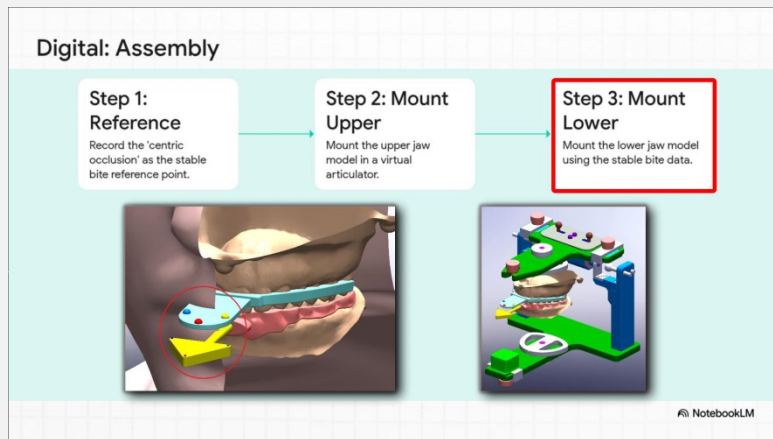 Digital: Assembly
Step 1:
Reference
Record the 'centric
occlusion' as the stable
bite reference point.
Step 2: Mount
Upper
Mount the upper jaw
model in a virtual
articulator.
Step 3: Mount
Lower
Mount the lower jaw model
using the stable bite data.
NotebookLM